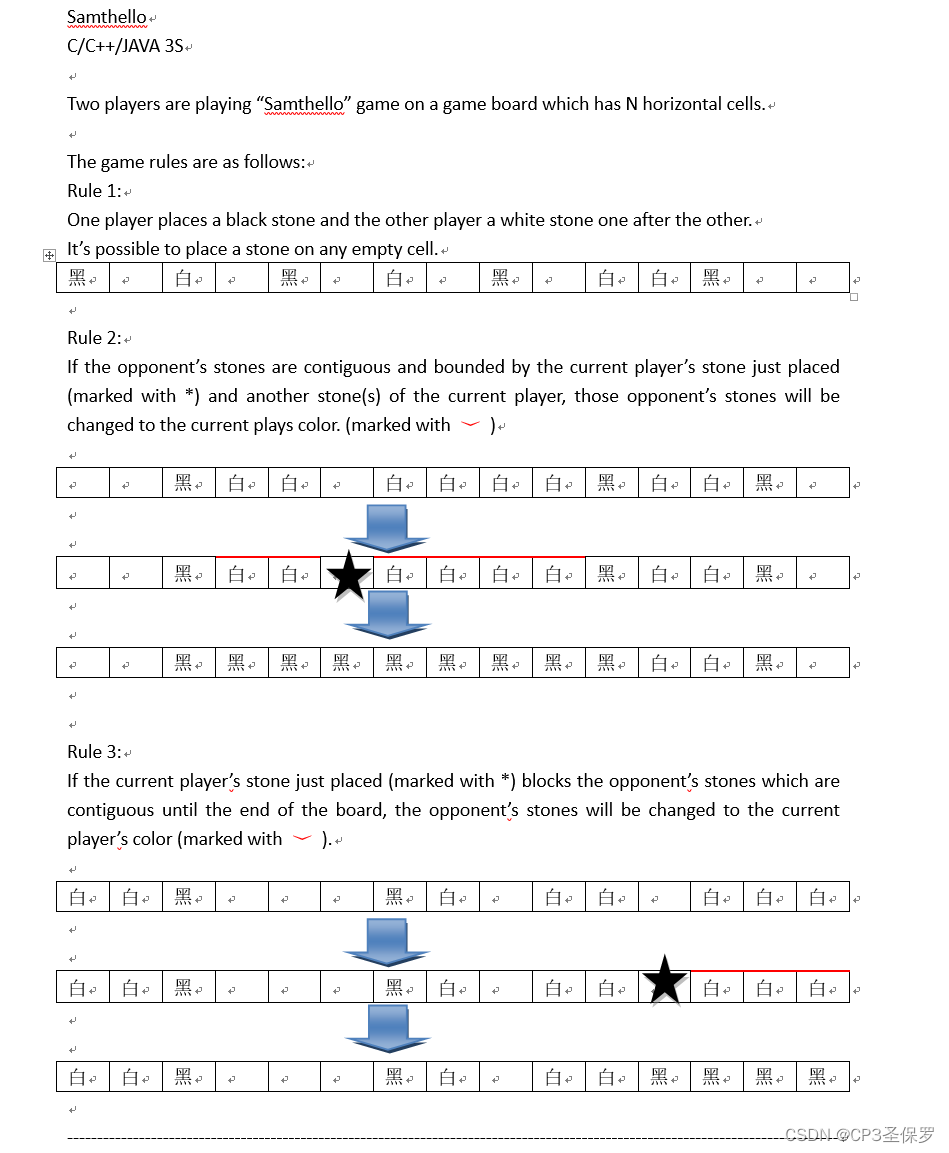 Samthello
C/C++/JAVA 3S
Two players are playing “Samthello” game on a game board which has N horizontal cells.
The game rules are as follows:
Rule 1:
One player places a black stone and the other player a white stone one after the other.
It’s possible to place a stone on any empty cell.
黑 白 黑 白 黑 白 白 黑
Rule 2:
If the opponent’s stones are contiguous and bounded by the current player’s stone just placed
(marked with *) and another stone(s) of the current player, those opponent’s stones will be
changed to the current plays color. (marked with ︶ )
黑 白 白 白 白 白 白 黑 白 白 黑
黑 白 白 ★ 白 白 白 白 黑 白 白 黑
黑 黑 黑 黑 黑 黑 黑 黑 黑 白 白 黑
Rule 3:
If the current player’s stone just placed (marked with *) blocks the opponent’s stones which are
contiguous until the end of the board, the opponent’s stones will be changed to the current
player’s color (marked with ︶ ).
白 白 黑 黑 白 白 白 白 白 白
白 白 黑 黑 白 白 白 ★ 白 白 白
白 白 黑 黑 白 白 白 黑 黑 黑 黑
CSDN @CP3圣保罗